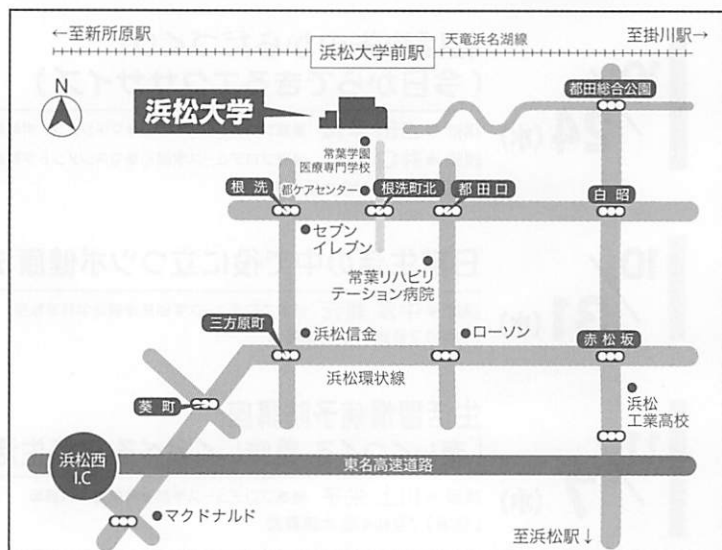 ←至新所原駅
浜松大学前駅
天竜浜名湖線
至掛川駅→
N
浜松大学
都田総合公園
常葉学園
医療専門学校
都ケアセンター
根洗
根洗町北
都田口
白昭
セブン
イレブン
常葉リハビリ
テーション病院
三方原町
浜松信金
ローソン
赤松坂
浜松環状線
葵町
浜松
工業高校
浜松西
I.C
東名高速道路
マクドナルド
至浜松駅↓